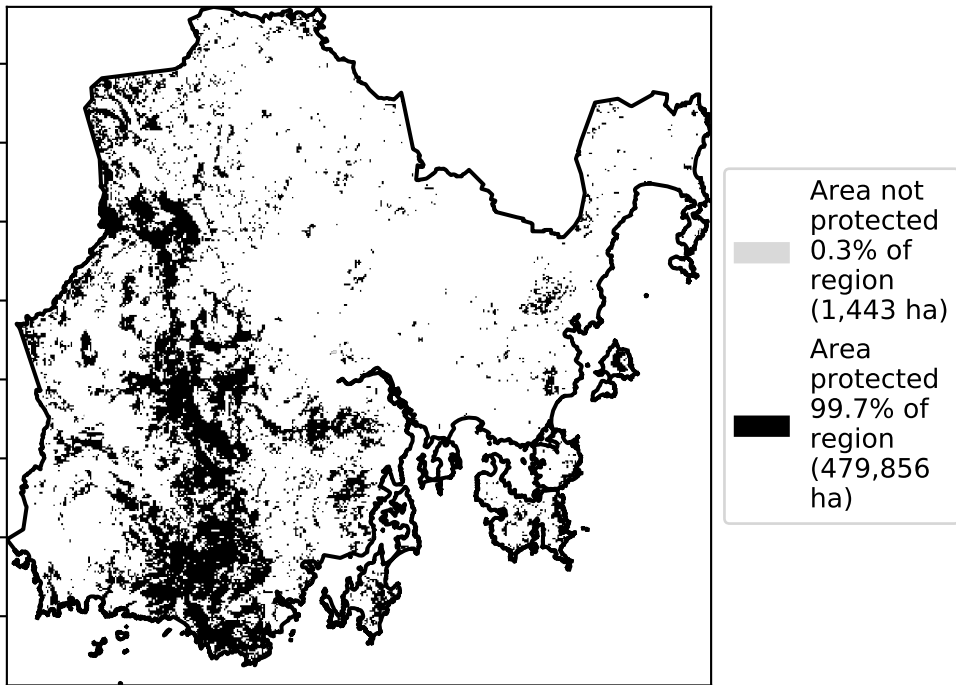 Area not
protected
0.3% of
region
(1,443 ha)
Area
protected
99.7% of
region
(479,856
ha)